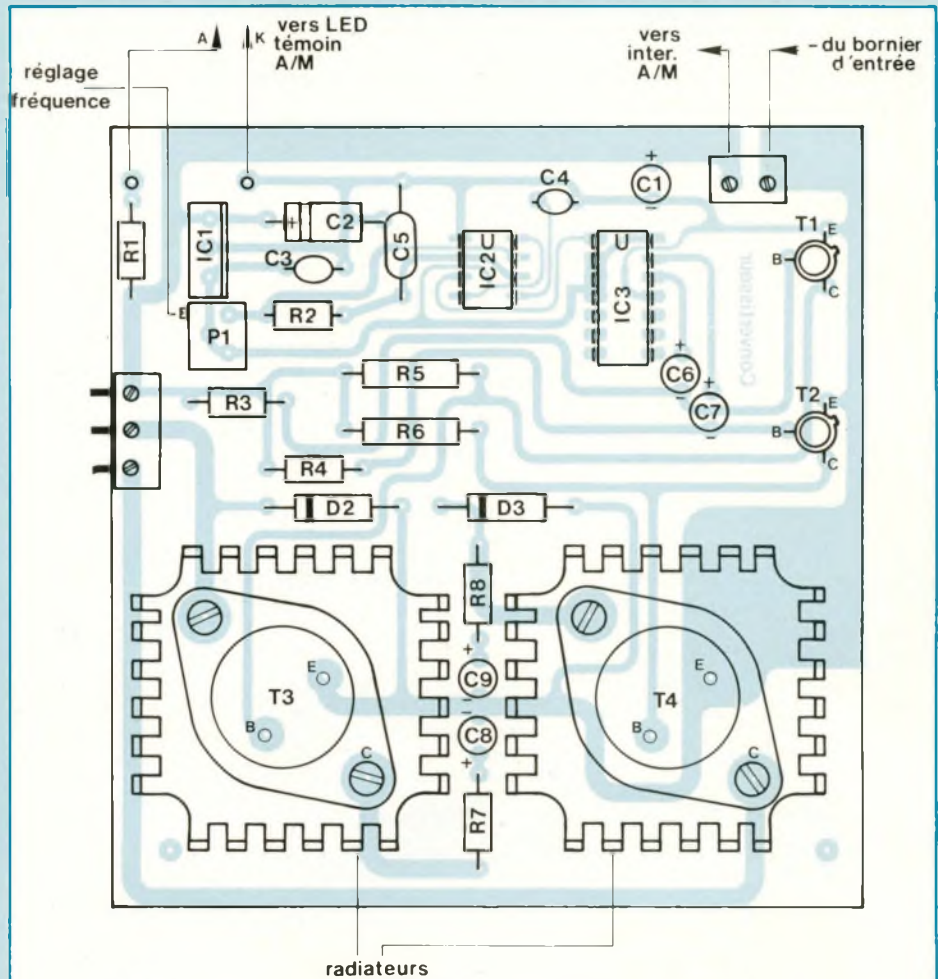 A
K
vers LED
témoin
A/M
vers
inter.
A/M
- du bornier
d'entrée
réglage
fréquence
R1
IC1
+ C2
C3
C5
C4
+
C1
-
IC2
IC3
T1
E
B
C
E
P1
R2
Convertisseur
R3
R5
R6
R4
+
C6
-
+
C7
-
T2
E
B
C
D2
D3
R8
T3
E
B
C
+
C9
-
-
C8
+
R7
T4
E
B
C
radiateurs